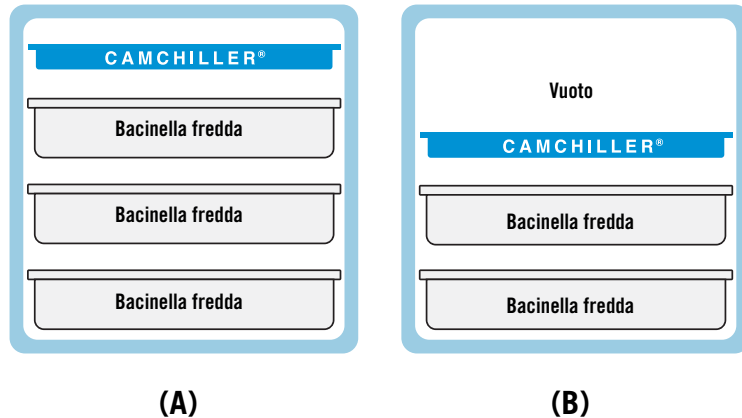 CAMCHILLER®
Bacinella fredda
Bacinella fredda
Bacinella fredda
(A)
Vuoto
CAMCHILLER®
Bacinella fredda
Bacinella fredda
(B)